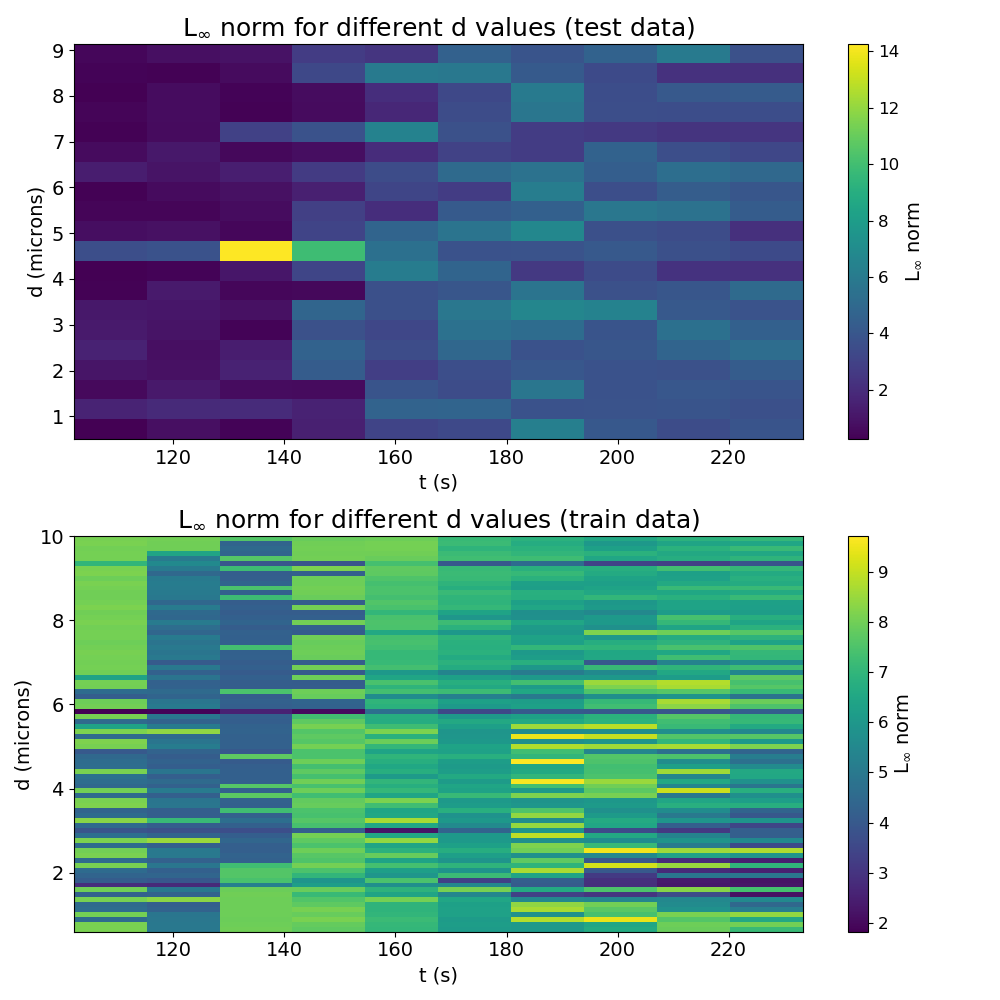 L∞ norm for different d values (test data)
9
8
7
6
5
4
3
2
1
d (microns)
120 140 160 180 200 220
t (s)
14
12
10
8
6
4
2
L∞ norm
L∞ norm for different d values (train data)
10
8
6
4
2
d (microns)
120 140 160 180 200 220
t (s)
9
8
7
6
5
4
3
2
L∞ norm